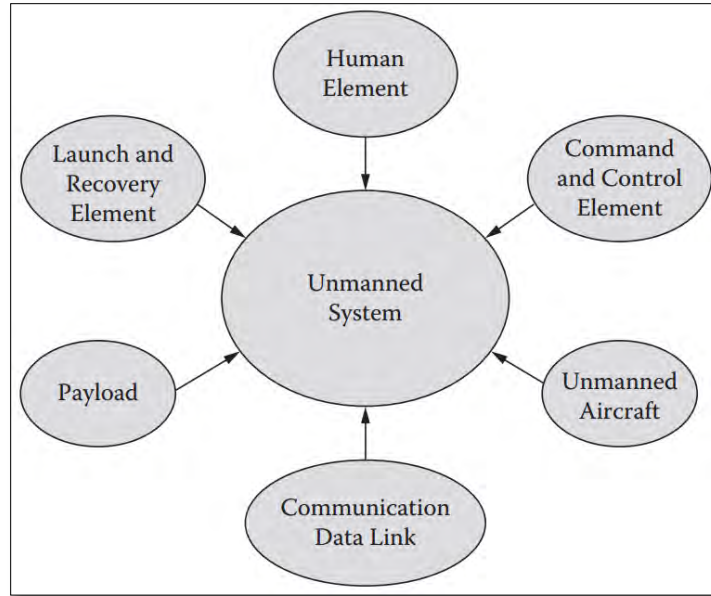 Human
Element
Launch and
Recovery
Element
Command
and Control
Element
Unmanned
System
Payload
Unmanned
Aircraft
Communication
Data Link